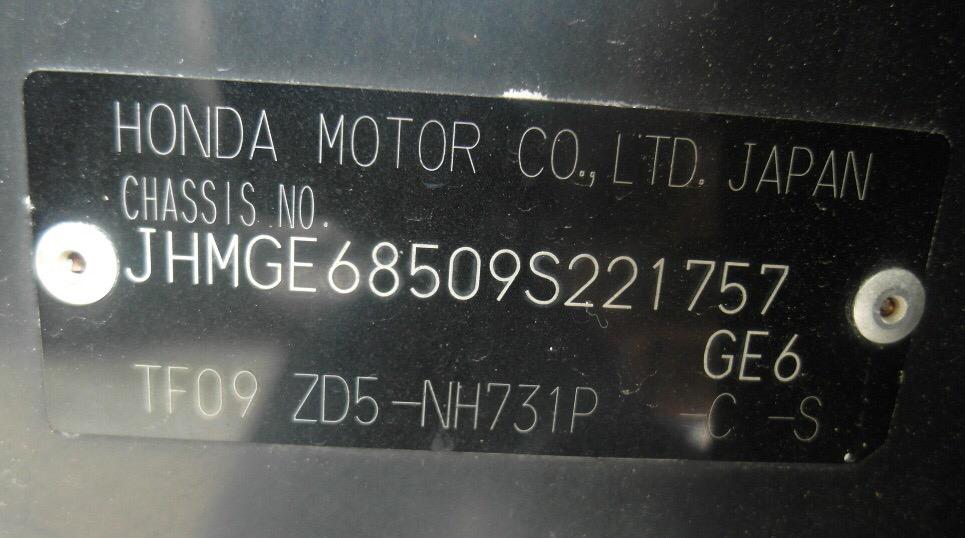 HONDA MOTOR CO.,LTD. JAPAN
CHASSIS NO.
JHMGE68509S221757
GE6
TF09 ZD5-NH731P -C -S